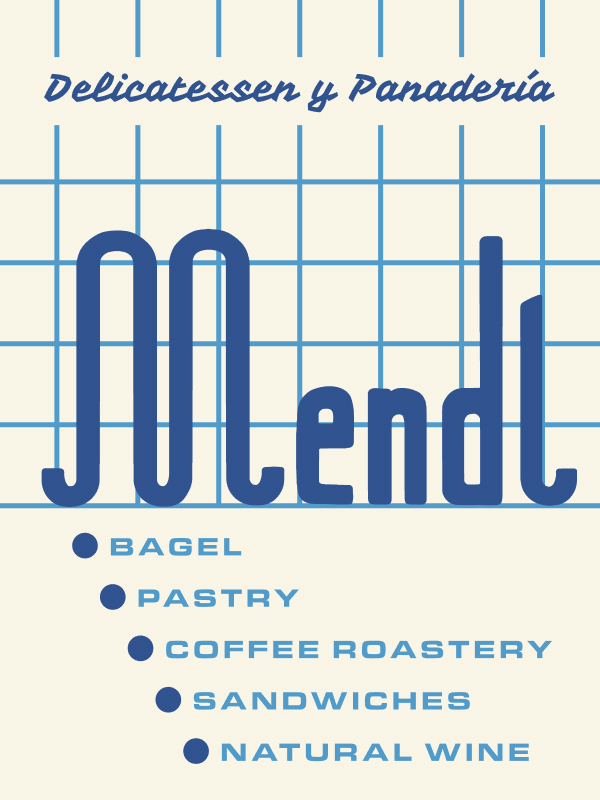 Delicatessen y Panadería
Mendl
BAGEL
PASTRY
COFFEE ROASTERY
SANDWICHES
NATURAL WINE